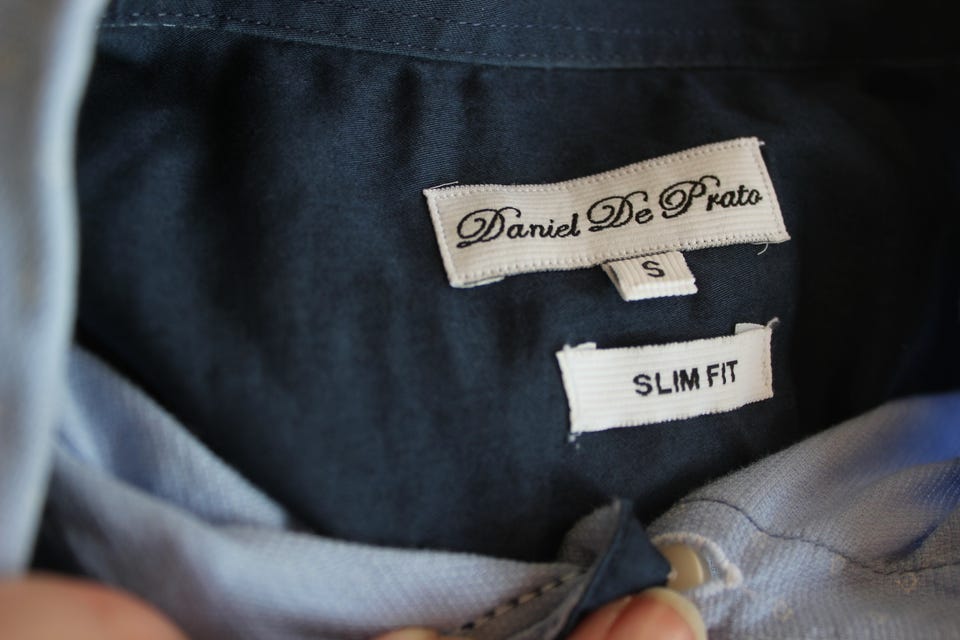 Daniel De Prato
S
SLIM FIT